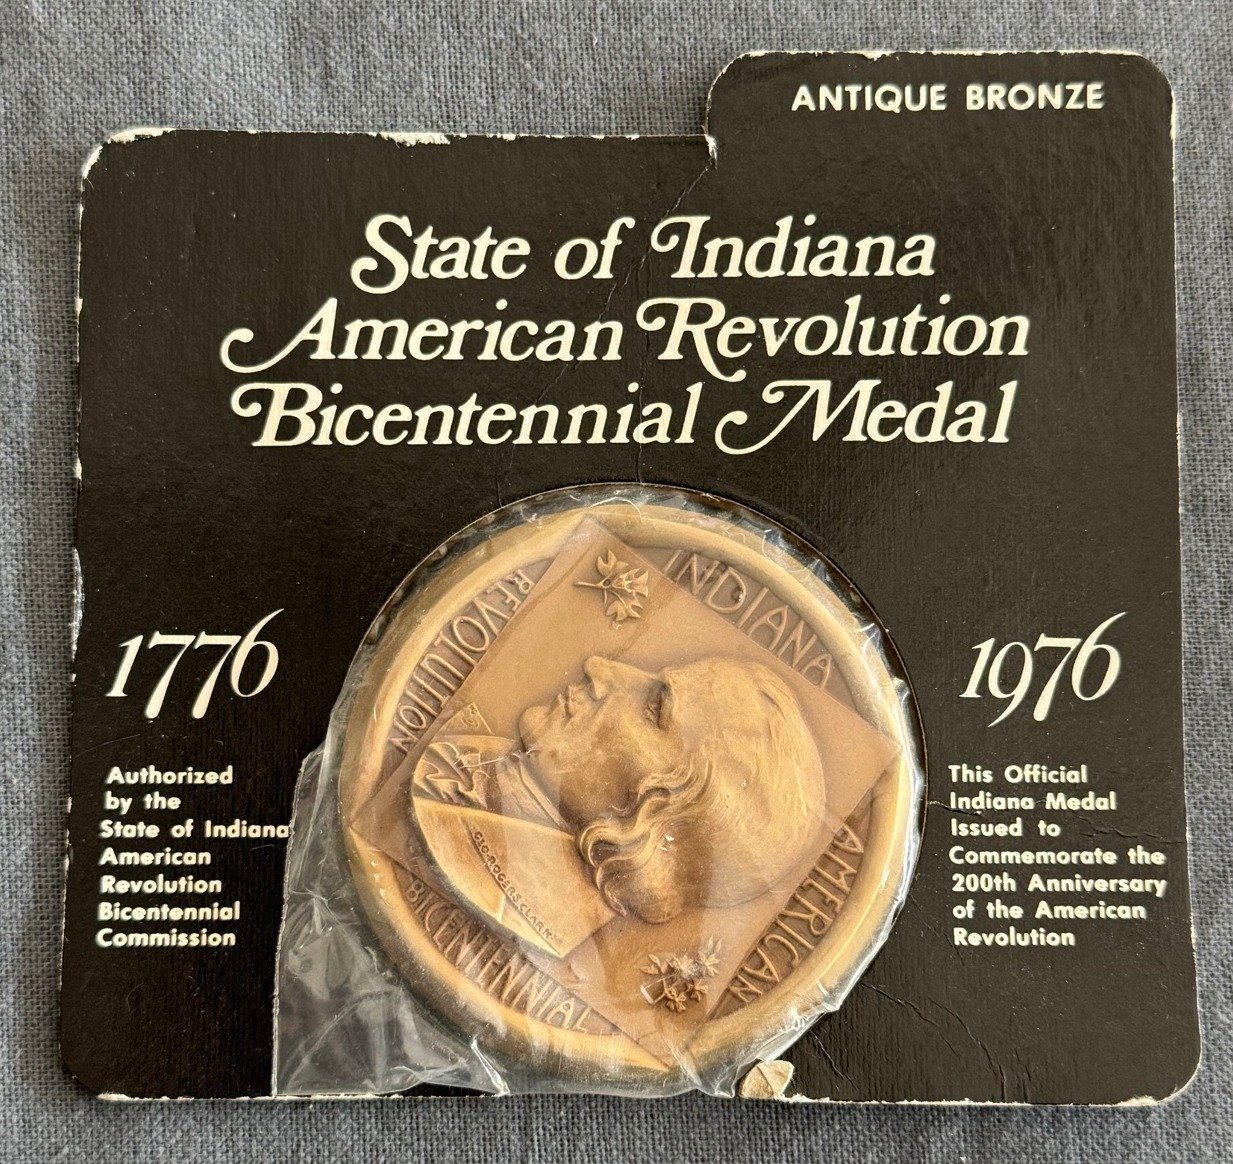 ANTIQUE BRONZE
State of Indiana
American Revolution
Bicentennial Medal
1776
Authorized
by the
State of Indiana
American
Revolution
Bicentennial
Commission
1976
This Official
Indiana Medal
Issued to
Commemorate the
200th Anniversary
of the American
Revolution
INDIANA
AMERICAN
REVOLUTION
BICENTENNIAL
GEO·ROGERS CLARK